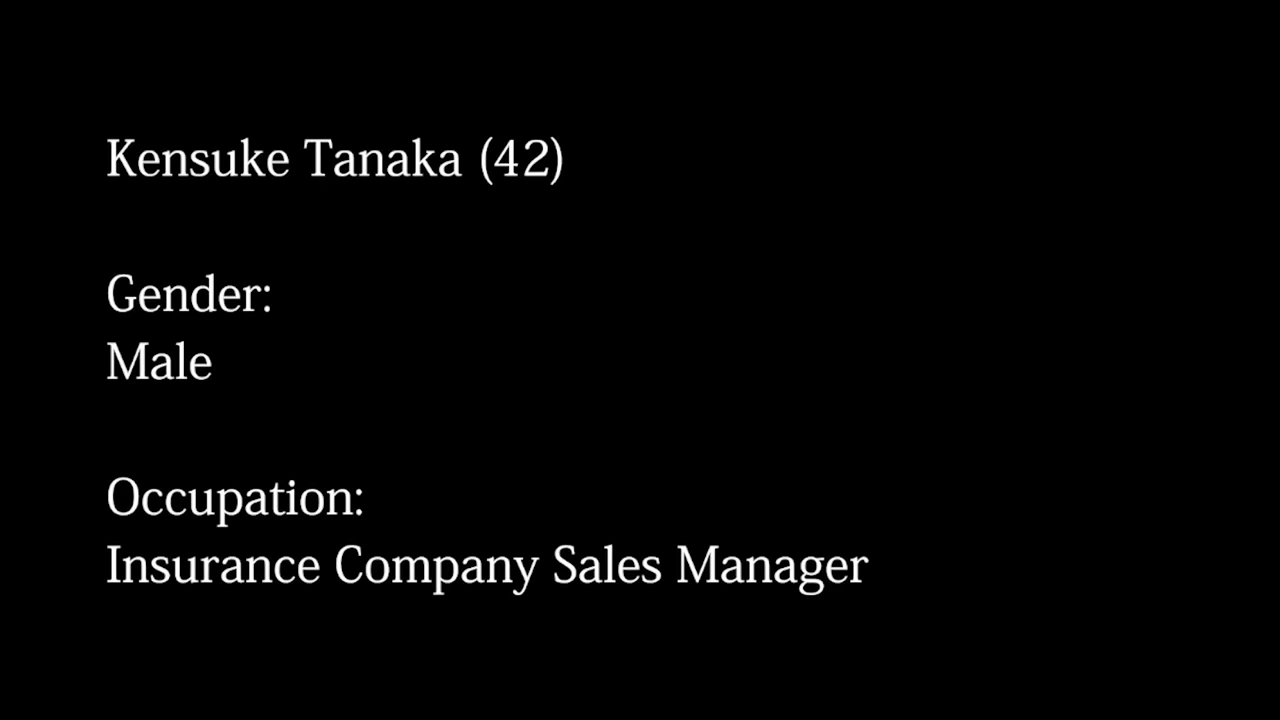 Kensuke Tanaka (42)
Gender:
Male
Occupation:
Insurance Company Sales Manager